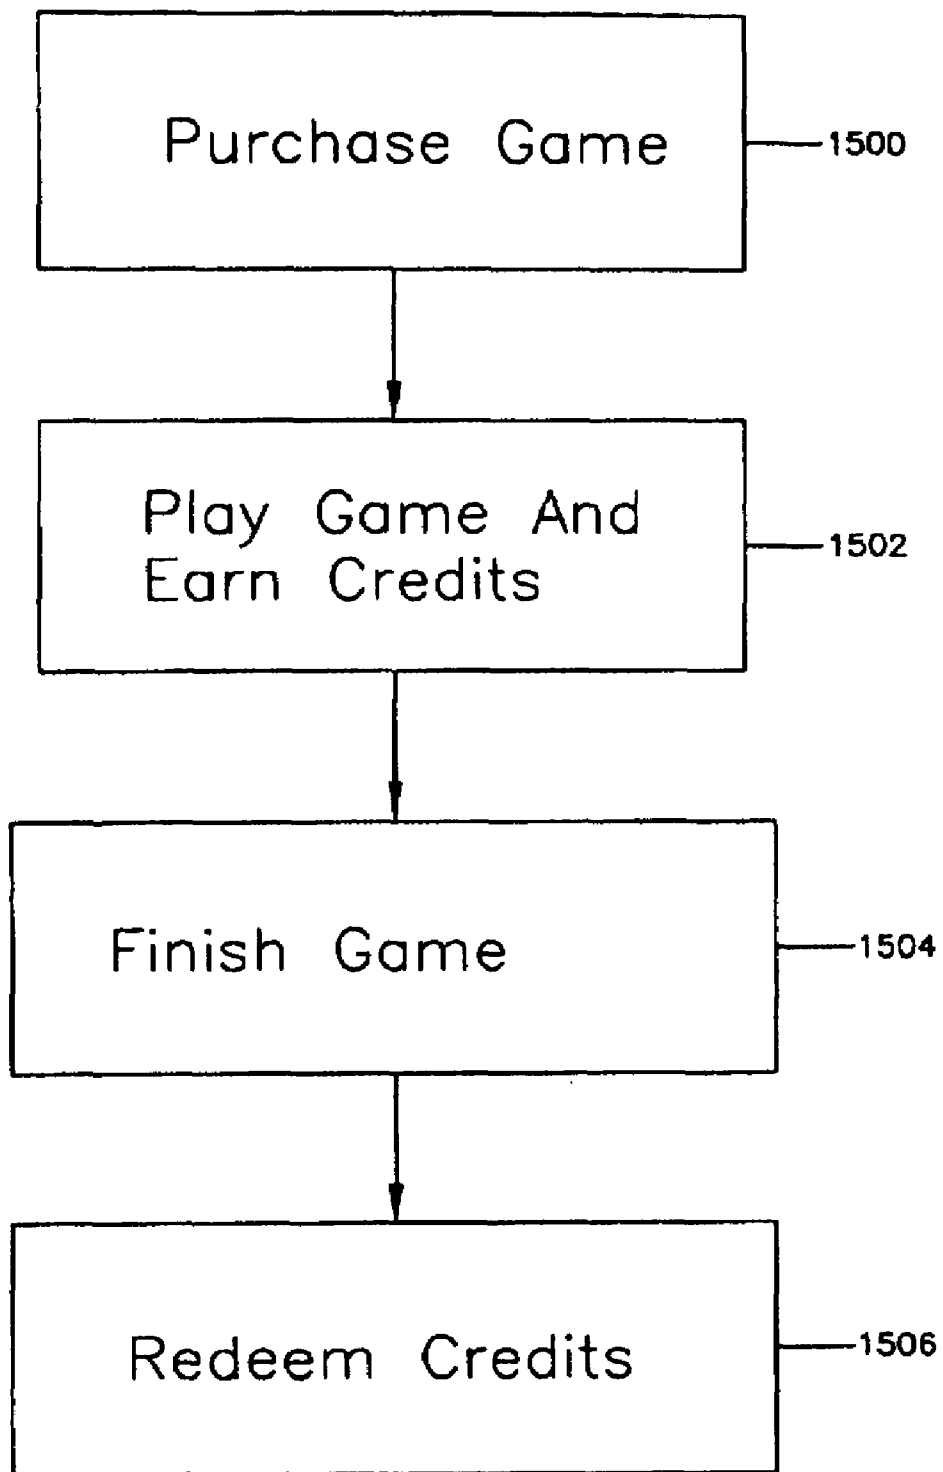 Purchase Game
1500
Play Game And
Earn Credits
1502
Finish Game
1504
Redeem Credits
1506